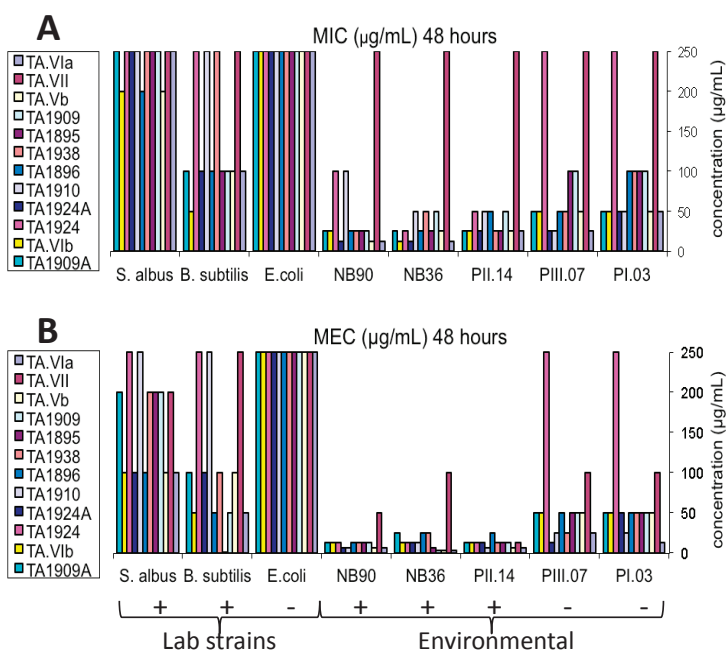 A
MIC (µg/mL) 48 hours
TA.VIa
TA.VII
TA.Vb
TA1909
TA1895
TA1938
TA1896
TA1910
TA1924A
TA1924
TA.VIb
TA1909A
250
200
150
100
50
0
concentration (µg/mL)
S. albus B. subtilis E.coli NB90 NB36 PII.14 PIII.07 PI.03
B
MEC (µg/mL) 48 hours
TA.VIa
TA.VII
TA.Vb
TA1909
TA1895
TA1938
TA1896
TA1910
TA1924A
TA1924
TA.VIb
TA1909A
250
200
150
100
50
0
concentration (µg/mL)
S. albus B. subtilis E.coli NB90 NB36 PII.14 PIII.07 PI.03
+ + - + + + - -
Lab strains Environmental